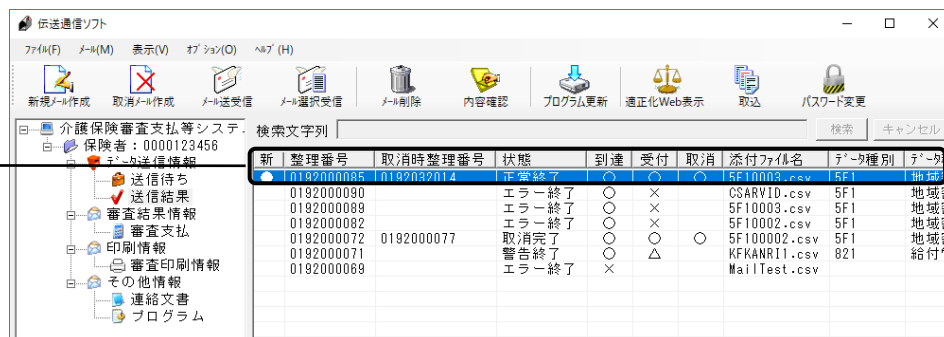 伝送通信ソフト
ファイル(F) メール(M) 表示(V) オプション(O) ヘルプ(H)
新規メール作成 取消メール作成 メール送受信 メール選択受信 メール削除 内容確認 プログラム更新 適正化Web表示 取込 パスワード変更
介護保険審査支払等システ
保険者：0000123456
データ送信情報
送信待ち
送信結果
審査結果情報
審査支払
印刷情報
審査印刷情報
その他情報
連絡文書
プログラム
検索文字列 検索 キャンセル
新 整理番号 取消時整理番号 状態 到達 受付 取消 添付ファイル名 データ種別
0192000085 0192032014 正常終了 ○ ○ ○ 5F10003.csv 5F1 地域
0192000090 エラー終了 ○ × CSARVID.csv 5F1 地域
0192000089 エラー終了 ○ × 5F10003.csv 5F1 地域
0192000082 エラー終了 ○ × 5F10002.csv 5F1 地域
0192000072 0192000077 取消完了 ○ ○ ○ 5F100002.csv 5F1 地域
0192000071 警告終了 ○ △ KFKANRI1.csv 821 給付
0192000069 エラー終了 × MailTest.csv